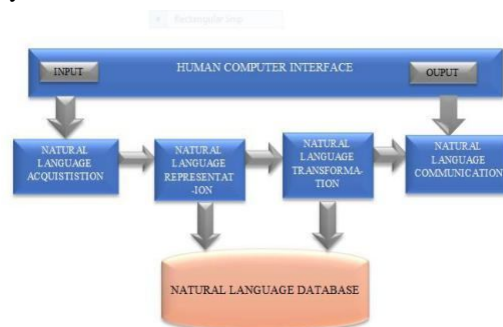 Rectangular Snip
INPUT
HUMAN COMPUTER INTERFACE
OUPUT
NATURAL
LANGUAGE
ACQUISTISTION
NATURAL
LANGUAGE
REPRESENTAT
-ION
NATURAL
LANGUAGE
TRANSFORMA-
TION
NATURAL
LANGUAGE
COMMUNICATION
NATURAL LANGUAGE DATABASE